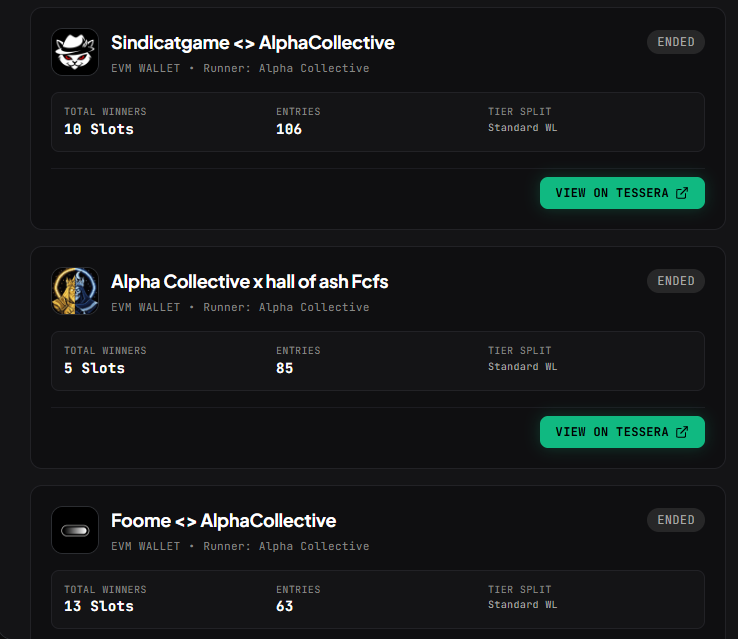 Sindicatgame <> AlphaCollective
ENDED
EVM WALLET • Runner: Alpha Collective
TOTAL WINNERS ENTRIES TIER SPLIT
10 Slots 106 Standard WL
VIEW ON TESSERA
Alpha Collective x hall of ash Fcfs
ENDED
EVM WALLET • Runner: Alpha Collective
TOTAL WINNERS ENTRIES TIER SPLIT
5 Slots 85 Standard WL
VIEW ON TESSERA
Foome <> AlphaCollective
ENDED
EVM WALLET • Runner: Alpha Collective
TOTAL WINNERS ENTRIES TIER SPLIT
13 Slots 63 Standard WL